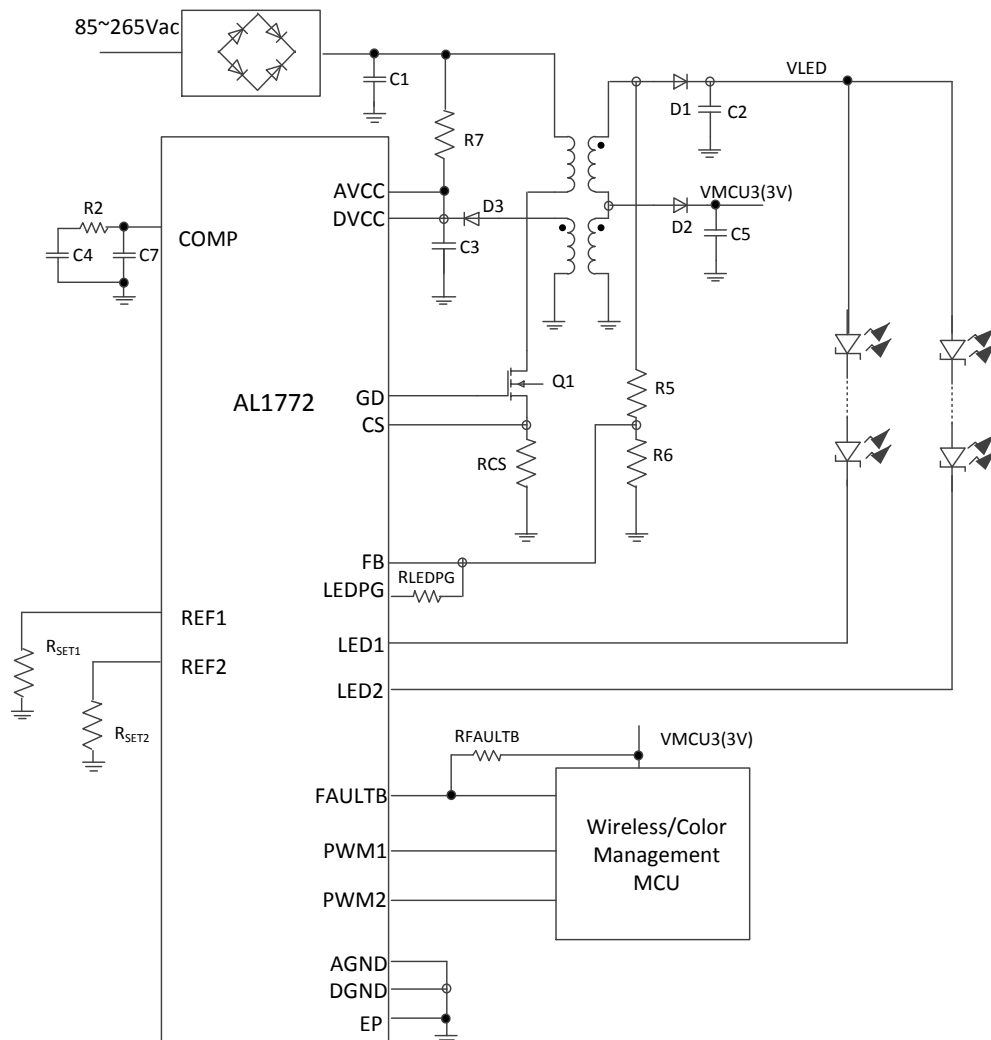 85~265Vac
VLED
C1
D1
C2
R7
AVCC
VMCU3(3V)
R2
DVCC
D3
D2
COMP
C3
C5
C4
C7
AL1772
GD
Q1
R5
CS
RCS
R6
FB
RLEDPG
LEDPG
REF1
LED1
RSET1
REF2
LED2
RSET2
RFAULTB
VMCU3(3V)
FAULTB
Wireless/Color
Management
MCU
PWM1
PWM2
AGND
DGND
EP